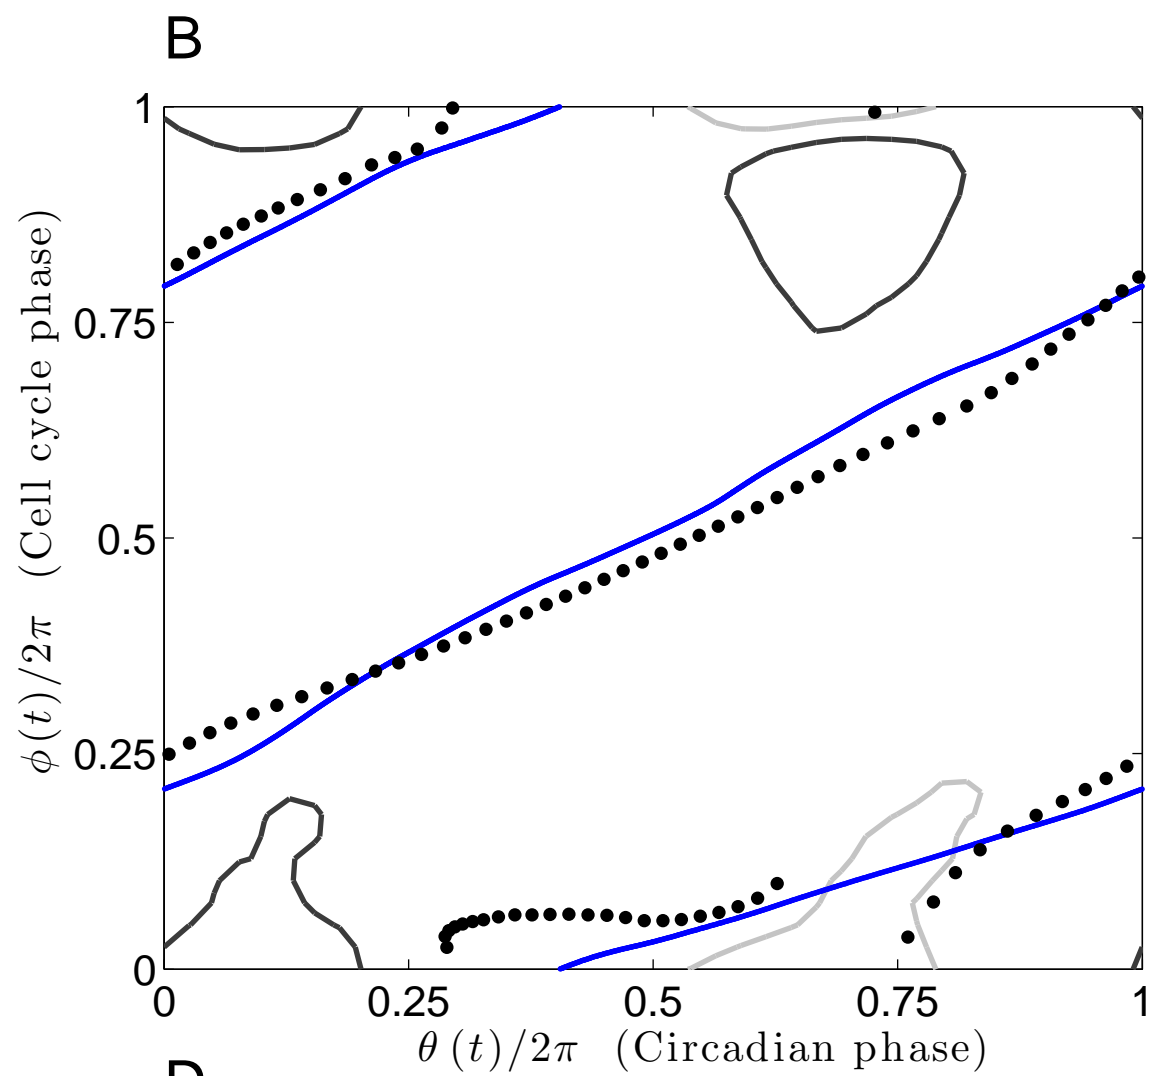 B
1
0.75
0.5
0.25
0
0 0.25 0.5 0.75 1
ϕ(t)/2π (Cell cycle phase)
θ (t)/2π (Circadian phase)